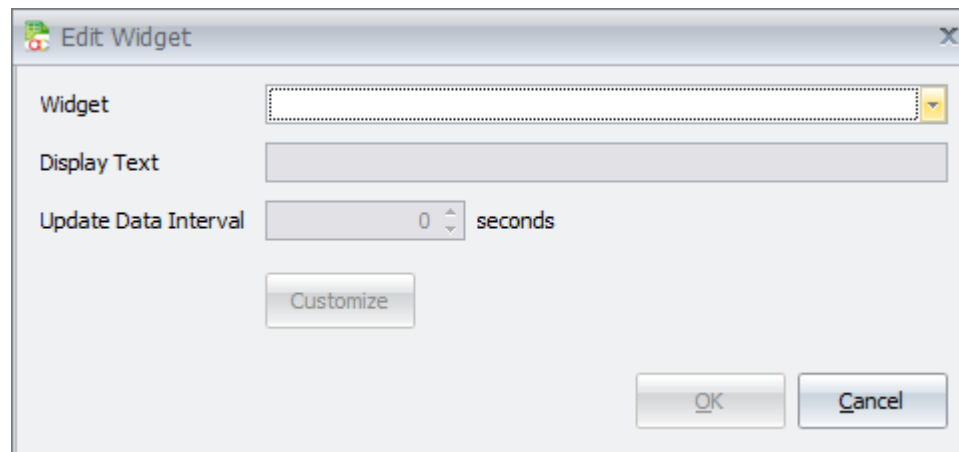 Edit Widget
Widget
Display Text
Update Data Interval 0 seconds
Customize
OK Cancel